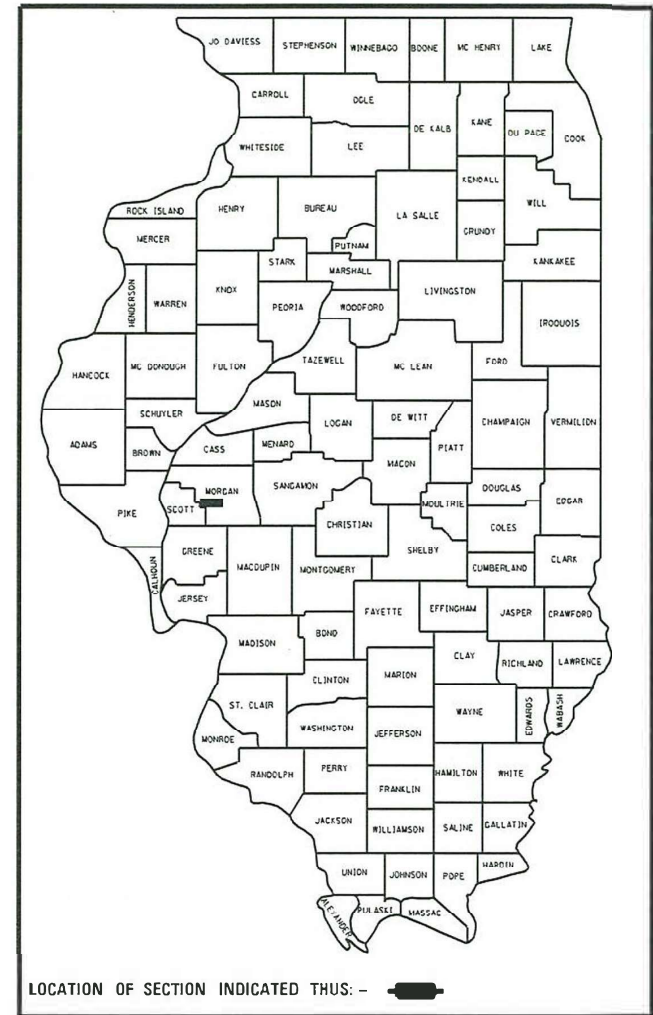 JO DAVIESS STEPHENSON WINNEBAGO BOONE MC HENRY LAKE
CARROLL OGLE DE KALB KANE DU PAGE COOK
WHITESIDE LEE
KENDALL WILL
ROCK ISLAND HENRY BUREAU LA SALLE
MERCER PUTNAM GRUNDY
STARK MARSHALL KANKAKEE
HENDERSON WARREN KNOX PEORIA WOODFORD LIVINGSTON IROQUOIS
HANCOCK MC DONOUGH FULTON TAZEWELL MC LEAN FORD
MASON
SCHUYLER LOGAN DE WITT CHAMPAIGN VERMILION
ADAMS BROWN CASS MENARD PIATT
MACON
PIKE SCOTT MORGAN SANGAMON MOULTRIE DOUGLAS EDGAR
CHRISTIAN COLES
GREENE MACOUPIN MONTGOMERY SHELBY CUMBERLAND CLARK
CALHOUN JERSEY FAYETTE EFFINGHAM JASPER CRAWFORD
MADISON BOND
CLAY RICHLAND LAWRENCE
CLINTON MARION
ST. CLAIR WAYNE EDWARDS WABASH
MONROE WASHINGTON JEFFERSON
RANDOLPH PERRY HAMILTON WHITE
FRANKLIN
JACKSON WILLIAMSON SALINE GALLATIN
UNION JOHNSON POPE HARDIN
ALEXANDER PULASKI MASSAC
LOCATION OF SECTION INDICATED THUS: –